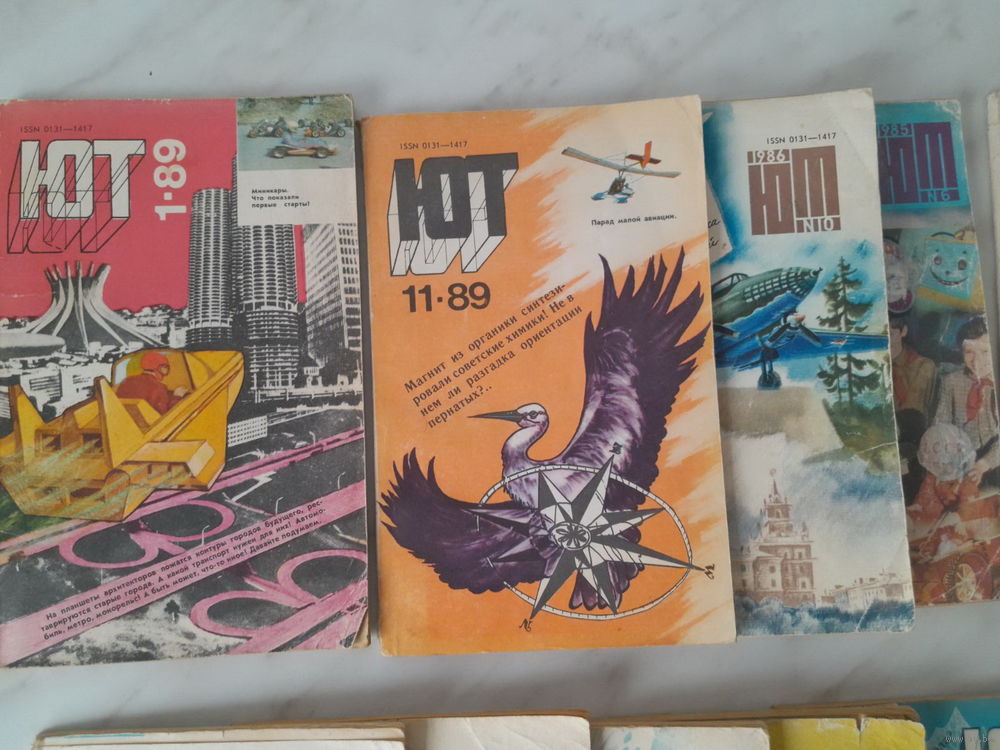 ISSN 0131—1417
ЮТ
1·89
Миникары.
Что показали
первые старты?
На планшеты архитекторов ложатся контуры городов будущего, рес-
таврируются старые города. А какой транспорт нужен для них? Автомо-
биль, метро, монорельс? А быть может, что-то иное? Давайте подумаем.
ISSN 0131—1417
ЮТ
11·89
Парад малой авиации.
Магнит из органики синтези-
ровали советские химики! Не в
нем ли разгадка ориентации
пернатых?..
ISSN 0131—1417
1986
ЮТ
N10
1985
ЮТ
N6